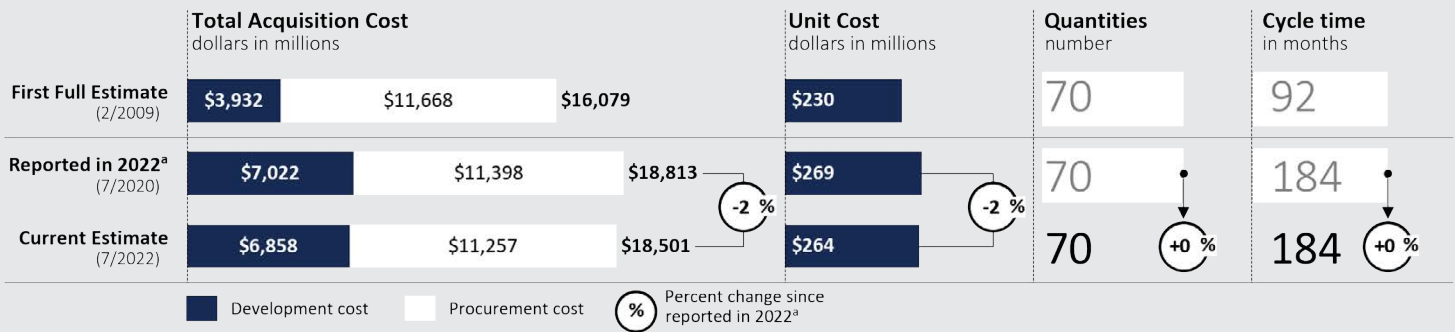 Total Acquisition Cost
dollars in millions
Unit Cost
dollars in millions
Quantities
number
Cycle time
in months
First Full Estimate
(2/2009)
$3,932
$11,668
$16,079
$230
70
92
Reported in 2022a
(7/2020)
$7,022
$11,398
$18,813
$269
70
184
-2 %
-2 %
Current Estimate
(7/2022)
$6,858
$11,257
$18,501
$264
70
+0 %
184
+0 %
Development cost
Procurement cost
%
Percent change since
reported in 2022a